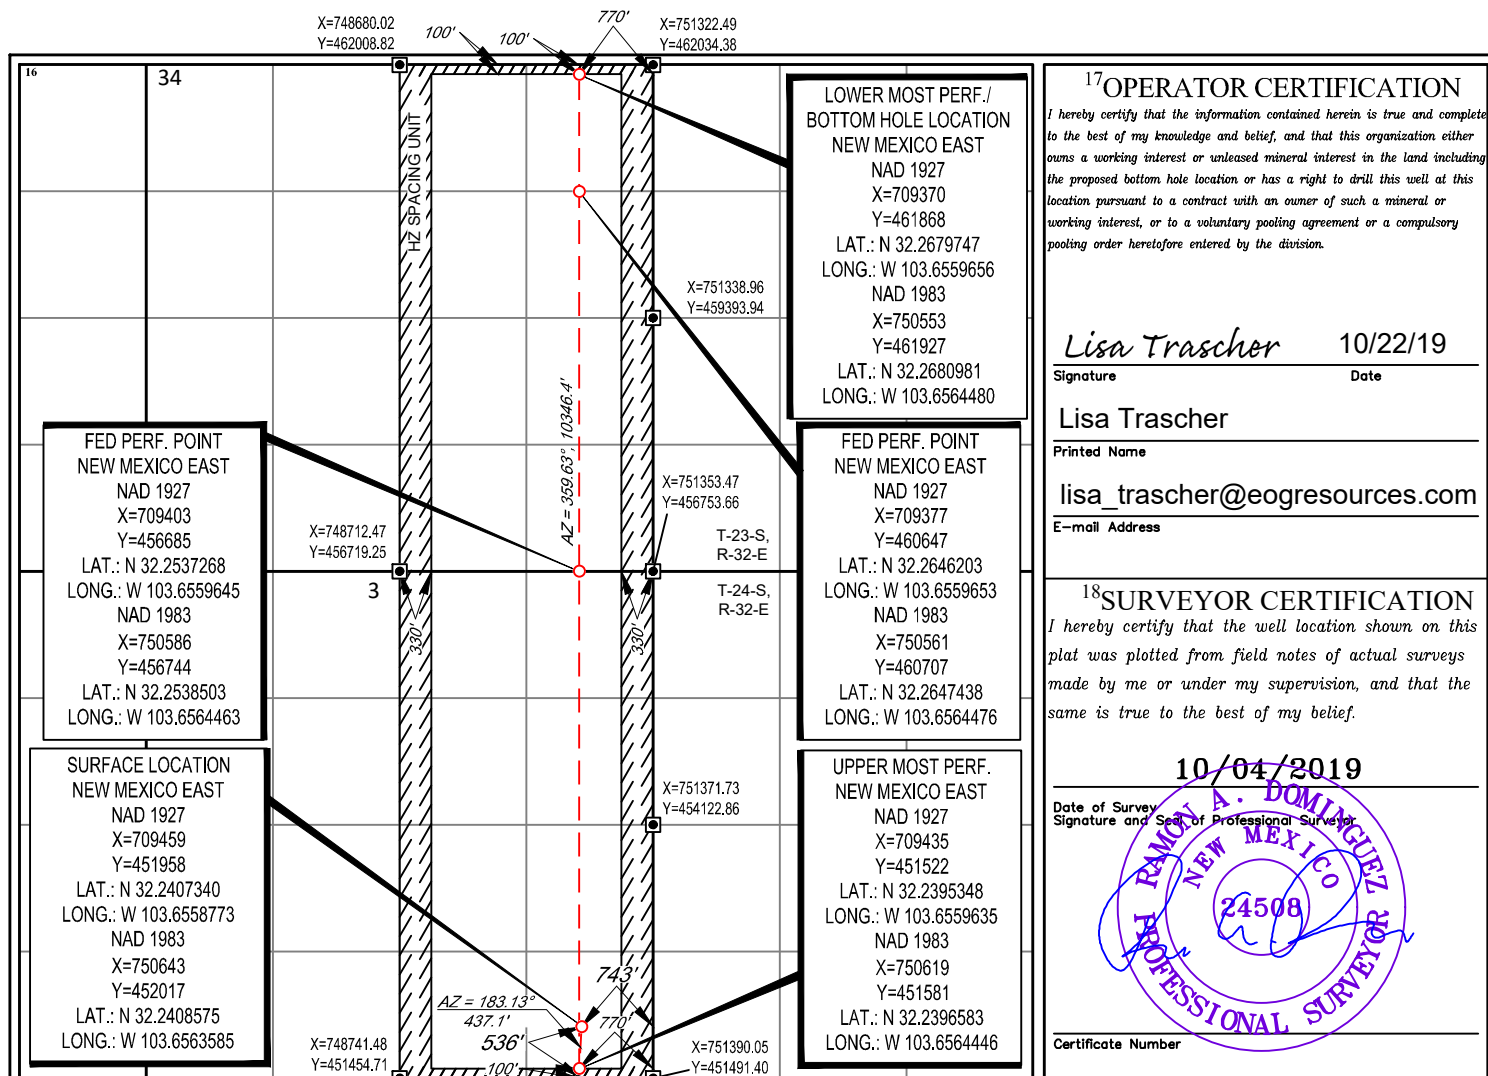 X=748680.02
Y=462008.82
100'
100'
770'
X=751322.49
Y=462034.38
16
34
HZ SPACING UNIT
LOWER MOST PERF./
BOTTOM HOLE LOCATION
NEW MEXICO EAST
NAD 1927
X=709370
Y=461868
LAT.: N 32.2679747
LONG.: W 103.6559656
NAD 1983
X=750553
Y=461927
LAT.: N 32.2680981
LONG.: W 103.6564480
X=751338.96
Y=459393.94
AZ = 359.63°, 10346.4'
FED PERF. POINT
NEW MEXICO EAST
NAD 1927
X=709403
Y=456685
LAT.: N 32.2537268
LONG.: W 103.6559645
NAD 1983
X=750586
Y=456744
LAT.: N 32.2538503
LONG.: W 103.6564463
FED PERF. POINT
NEW MEXICO EAST
NAD 1927
X=709377
Y=460647
LAT.: N 32.2646203
LONG.: W 103.6559653
NAD 1983
X=750561
Y=460707
LAT.: N 32.2647438
LONG.: W 103.6564476
X=751353.47
Y=456753.66
X=748712.47
Y=456719.25
T-23-S,
R-32-E
3
T-24-S,
R-32-E
330'
330'
SURFACE LOCATION
NEW MEXICO EAST
NAD 1927
X=709459
Y=451958
LAT.: N 32.2407340
LONG.: W 103.6558773
NAD 1983
X=750643
Y=452017
LAT.: N 32.2408575
LONG.: W 103.6563585
X=751371.73
Y=454122.86
UPPER MOST PERF.
NEW MEXICO EAST
NAD 1927
X=709435
Y=451522
LAT.: N 32.2395348
LONG.: W 103.6559635
NAD 1983
X=750619
Y=451581
LAT.: N 32.2396583
LONG.: W 103.6564446
743'
AZ = 183.13°
437.1'
536'
770'
100'
X=748741.48
Y=451454.71
X=751390.05
Y=451491.40
17OPERATOR CERTIFICATION
I hereby certify that the information contained herein is true and complete
to the best of my knowledge and belief, and that this organization either
owns a working interest or unleased mineral interest in the land including
the proposed bottom hole location or has a right to drill this well at this
location pursuant to a contract with an owner of such a mineral or
working interest, or to a voluntary pooling agreement or a compulsory
pooling order heretofore entered by the division.
Lisa Trascher 10/22/19
Signature Date
Lisa Trascher
Printed Name
lisa_trascher@eogresources.com
E-mail Address
18SURVEYOR CERTIFICATION
I hereby certify that the well location shown on this
plat was plotted from field notes of actual surveys
made by me or under my supervision, and that the
same is true to the best of my belief.
10/04/2019
Date of Survey
Signature and Seal of Professional Surveyor
RAMON A. DOMINGUEZ
NEW MEXICO
24508
PROFESSIONAL SURVEYOR
Certificate Number